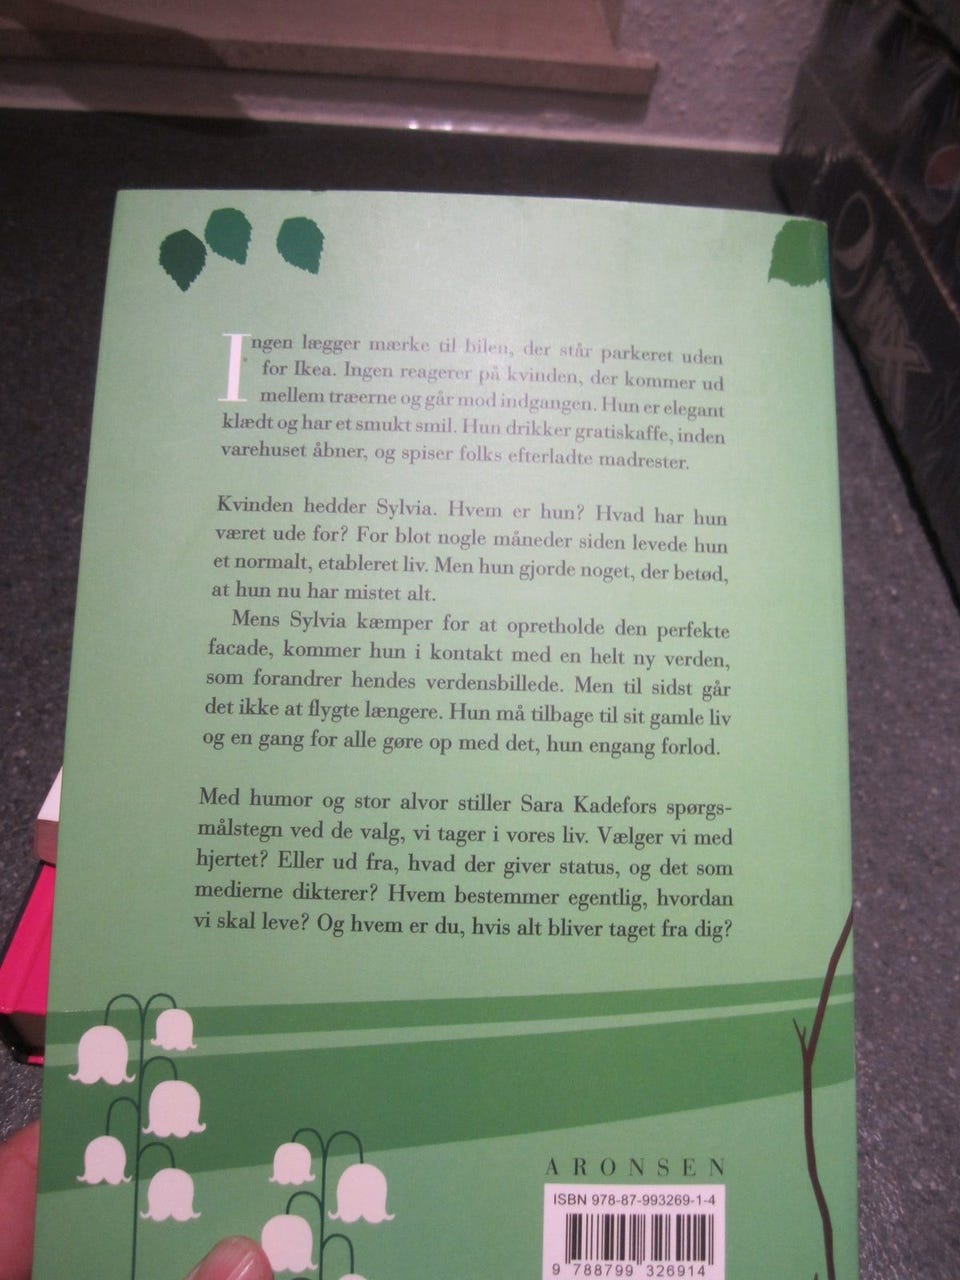 Ingen lægger mærke til bilen, der står parkeret uden
for Ikea. Ingen reagerer på kvinden, der kommer ud
mellem træerne og går mod indgangen. Hun er elegant
klædt og har et smukt smil. Hun drikker gratiskaffe, inden
varehuset åbner, og spiser folks efterladte madrester.
Kvinden hedder Sylvia. Hvem er hun? Hvad har hun
været ude for? For blot nogle måneder siden levede hun
et normalt, etableret liv. Men hun gjorde noget, der betød,
at hun nu har mistet alt.
Mens Sylvia kæmper for at opretholde den perfekte
facade, kommer hun i kontakt med en helt ny verden,
som forandrer hendes verdensbillede. Men til sidst går
det ikke at flygte længere. Hun må tilbage til sit gamle liv
og en gang for alle gøre op med det, hun engang forlod.
Med humor og stor alvor stiller Sara Kadefors spørgs-
målstegn ved de valg, vi tager i vores liv. Vælger vi med
hjertet? Eller ud fra, hvad der giver status, og det som
medierne dikterer? Hvem bestemmer egentlig, hvordan
vi skal leve? Og hvem er du, hvis alt bliver taget fra dig?
ARONSEN
ISBN 978-87-993269-1-4
9 788799 326914